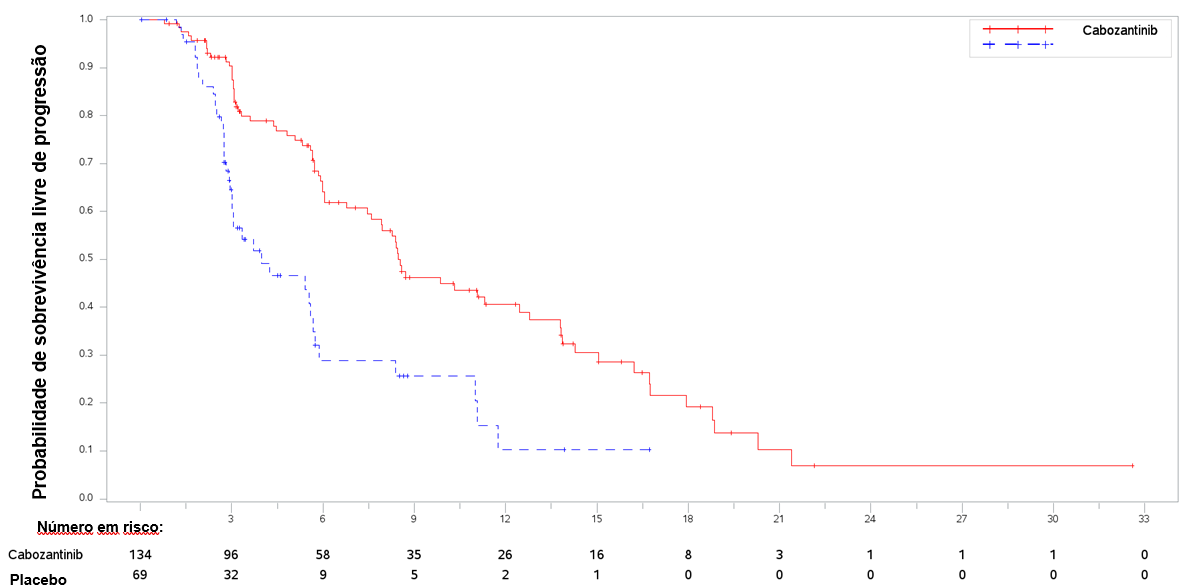 Probabilidade de sobrevivência livre de progressão
1.0
0.9
0.8
0.7
0.6
0.5
0.4
0.3
0.2
0.1
0.0
Cabozantinib
3 6 9 12 15 18 21 24 27 30 33
Número em risco:
Cabozantinib 134 96 58 35 26 16 8 3 1 1 1 0
Placebo 69 32 9 5 2 1 0 0 0 0 0 0